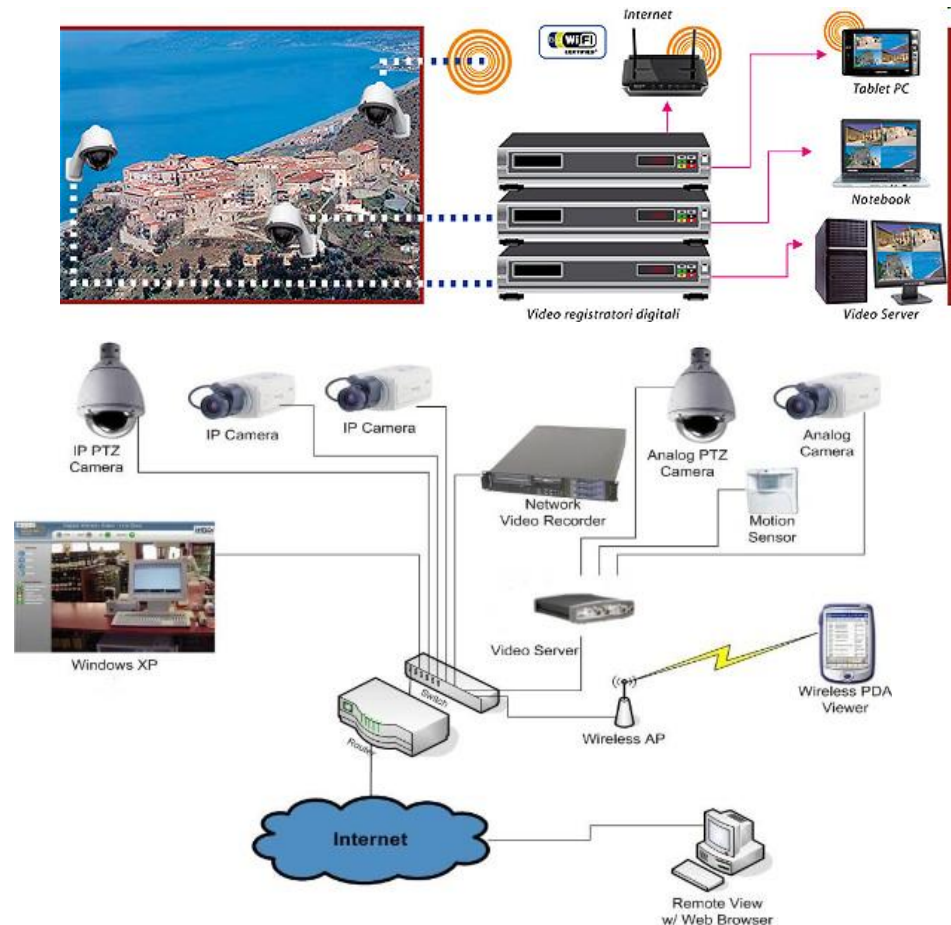 Internet
WiFi
CERTIFIED
Tablet PC
Notebook
Video registratori digitali
Video Server
IP PTZ
Camera
IP Camera
IP Camera
Network
Video Recorder
Analog PTZ
Camera
Analog
Camera
Motion
Sensor
Windows XP
Video Server
Switch
Router
Wireless AP
Wireless PDA
Viewer
Internet
Remote View
w/ Web Browser